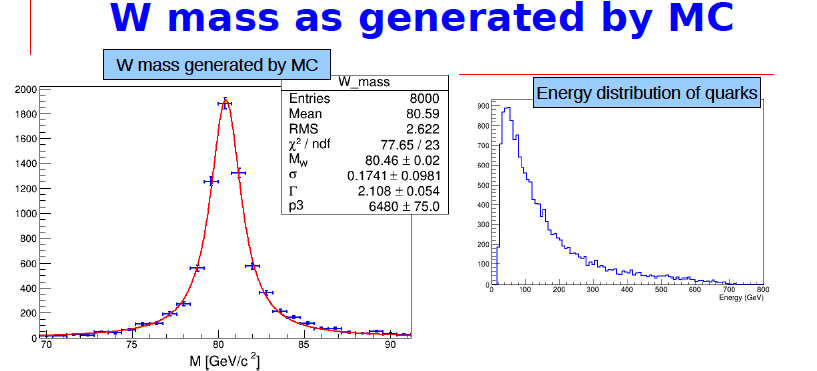 W mass as generated by MC
W mass generated by MC
W_mass
Entries 8000
Mean 80.59
RMS 2.622
χ² / ndf 77.65 / 23
M_W 80.46 ± 0.02
σ 0.1741 ± 0.0981
Γ 2.108 ± 0.054
p3 6480 ± 75.0
2000
1800
1600
1400
1200
1000
800
600
400
200
0
70 75 80 85 90
M [GeV/c²]
Energy distribution of quarks
900
800
700
600
500
400
300
200
100
0
0 100 200 300 400 500 600 700 800
Energy (GeV)